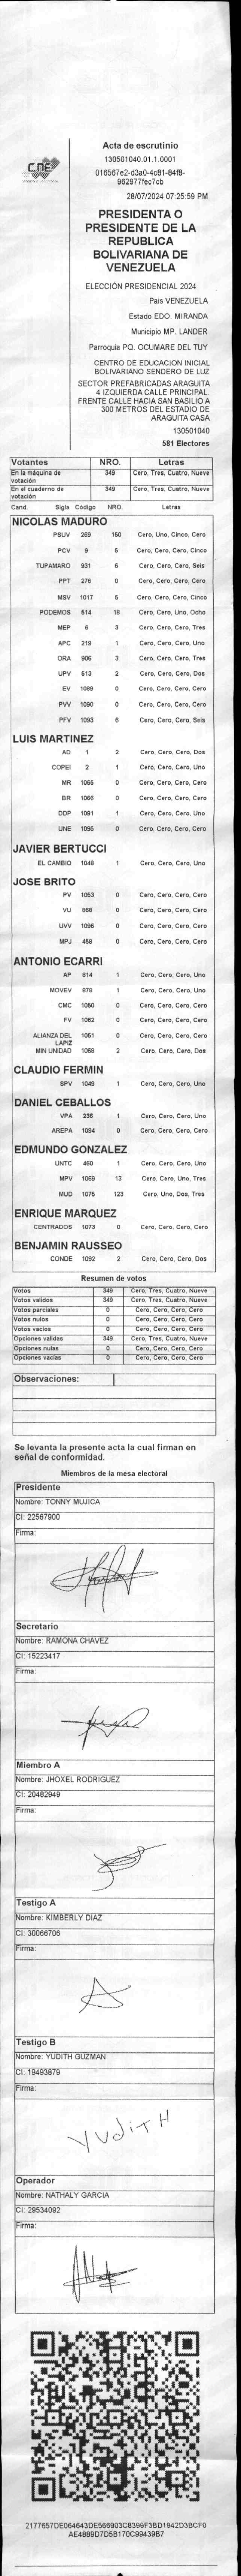 CNE
Acta de escrutinio
130501040.01.1.0001
016567e2-d3a0-4c81-84f8-
962977fec7cb
28/07/2024 07:25:59 PM
PRESIDENTA O
PRESIDENTE DE LA
REPUBLICA
BOLIVARIANA DE
VENEZUELA
ELECCIÓN PRESIDENCIAL 2024
País VENEZUELA
Estado EDO. MIRANDA
Municipio MP. LANDER
Parroquia PQ. OCUMARE DEL TUY
CENTRO DE EDUCACION INICIAL
BOLIVARIANO SENDERO DE LUZ
SECTOR PREFABRICADAS ARAGUITA
4 IZQUIERDA CALLE PRINCIPAL.
FRENTE CALLE HACIA SAN BASILIO A
300 METROS DEL ESTADIO DE
ARAGUITA CASA
130501040
581 Electores
Votantes NRO. Letras
En la máquina de votación 349 Cero, Tres, Cuatro, Nueve
En el cuaderno de votación 349 Cero, Tres, Cuatro, Nueve
Cand. Sigla Código NRO. Letras
NICOLAS MADURO
PSUV 269 150 Cero, Uno, Cinco, Cero
PCV 9 5 Cero, Cero, Cero, Cinco
TUPAMARO 931 6 Cero, Cero, Cero, Seis
PPT 276 0 Cero, Cero, Cero, Cero
MSV 1017 5 Cero, Cero, Cero, Cinco
PODEMOS 514 18 Cero, Cero, Uno, Ocho
MEP 6 3 Cero, Cero, Cero, Tres
APC 219 1 Cero, Cero, Cero, Uno
ORA 906 3 Cero, Cero, Cero, Tres
UPV 513 2 Cero, Cero, Cero, Dos
EV 1089 0 Cero, Cero, Cero, Cero
PVV 1090 0 Cero, Cero, Cero, Cero
PFV 1093 6 Cero, Cero, Cero, Seis
LUIS MARTINEZ
AD 1 2 Cero, Cero, Cero, Dos
COPEI 2 1 Cero, Cero, Cero, Uno
MR 1055 0 Cero, Cero, Cero, Cero
BR 1066 0 Cero, Cero, Cero, Cero
DDP 1091 1 Cero, Cero, Cero, Uno
UNE 1095 0 Cero, Cero, Cero, Cero
JAVIER BERTUCCI
EL CAMBIO 1048 1 Cero, Cero, Cero, Uno
JOSE BRITO
PV 1053 0 Cero, Cero, Cero, Cero
VU 868 0 Cero, Cero, Cero, Cero
UVV 1096 0 Cero, Cero, Cero, Cero
MPJ 458 0 Cero, Cero, Cero, Cero
ANTONIO ECARRI
AP 814 1 Cero, Cero, Cero, Uno
MOVEV 878 1 Cero, Cero, Cero, Uno
CMC 1050 0 Cero, Cero, Cero, Cero
FV 1062 0 Cero, Cero, Cero, Cero
ALIANZA DEL LAPIZ 1051 0 Cero, Cero, Cero, Cero
MIN UNIDAD 1068 2 Cero, Cero, Cero, Dos
CLAUDIO FERMIN
SPV 1049 1 Cero, Cero, Cero, Uno
DANIEL CEBALLOS
VPA 236 1 Cero, Cero, Cero, Uno
AREPA 1094 0 Cero, Cero, Cero, Cero
EDMUNDO GONZALEZ
UNTC 460 1 Cero, Cero, Cero, Uno
MPV 1069 13 Cero, Cero, Uno, Tres
MUD 1075 123 Cero, Uno, Dos, Tres
ENRIQUE MARQUEZ
CENTRADOS 1073 0 Cero, Cero, Cero, Cero
BENJAMIN RAUSSEO
CONDE 1092 2 Cero, Cero, Cero, Dos
Resumen de votos
Votos 349 Cero, Tres, Cuatro, Nueve
Votos validos 349 Cero, Tres, Cuatro, Nueve
Votos parciales 0 Cero, Cero, Cero, Cero
Votos nulos 0 Cero, Cero, Cero, Cero
Votos vacios 0 Cero, Cero, Cero, Cero
Opciones validas 349 Cero, Tres, Cuatro, Nueve
Opciones nulas 0 Cero, Cero, Cero, Cero
Opciones vacias 0 Cero, Cero, Cero, Cero
Observaciones:
Se levanta la presente acta la cual firman en
señal de conformidad.
Miembros de la mesa electoral
Presidente
Nombre: TONNY MUJICA
CI: 22567900
Firma:
Secretario
Nombre: RAMONA CHAVEZ
CI: 15223417
Firma:
Miembro A
Nombre: JHOXEL RODRIGUEZ
CI: 20482949
Firma:
Testigo A
Nombre: KIMBERLY DIAZ
CI: 30066706
Firma:
Testigo B
Nombre: YUDITH GUZMAN
CI: 19493879
Firma:
YUdiTH
Operador
Nombre: NATHALY GARCIA
CI: 29534092
Firma:
2177657DE064643DE566903C8399F3BD1942D3BCF0
AE4889D7D5B170C99439B7